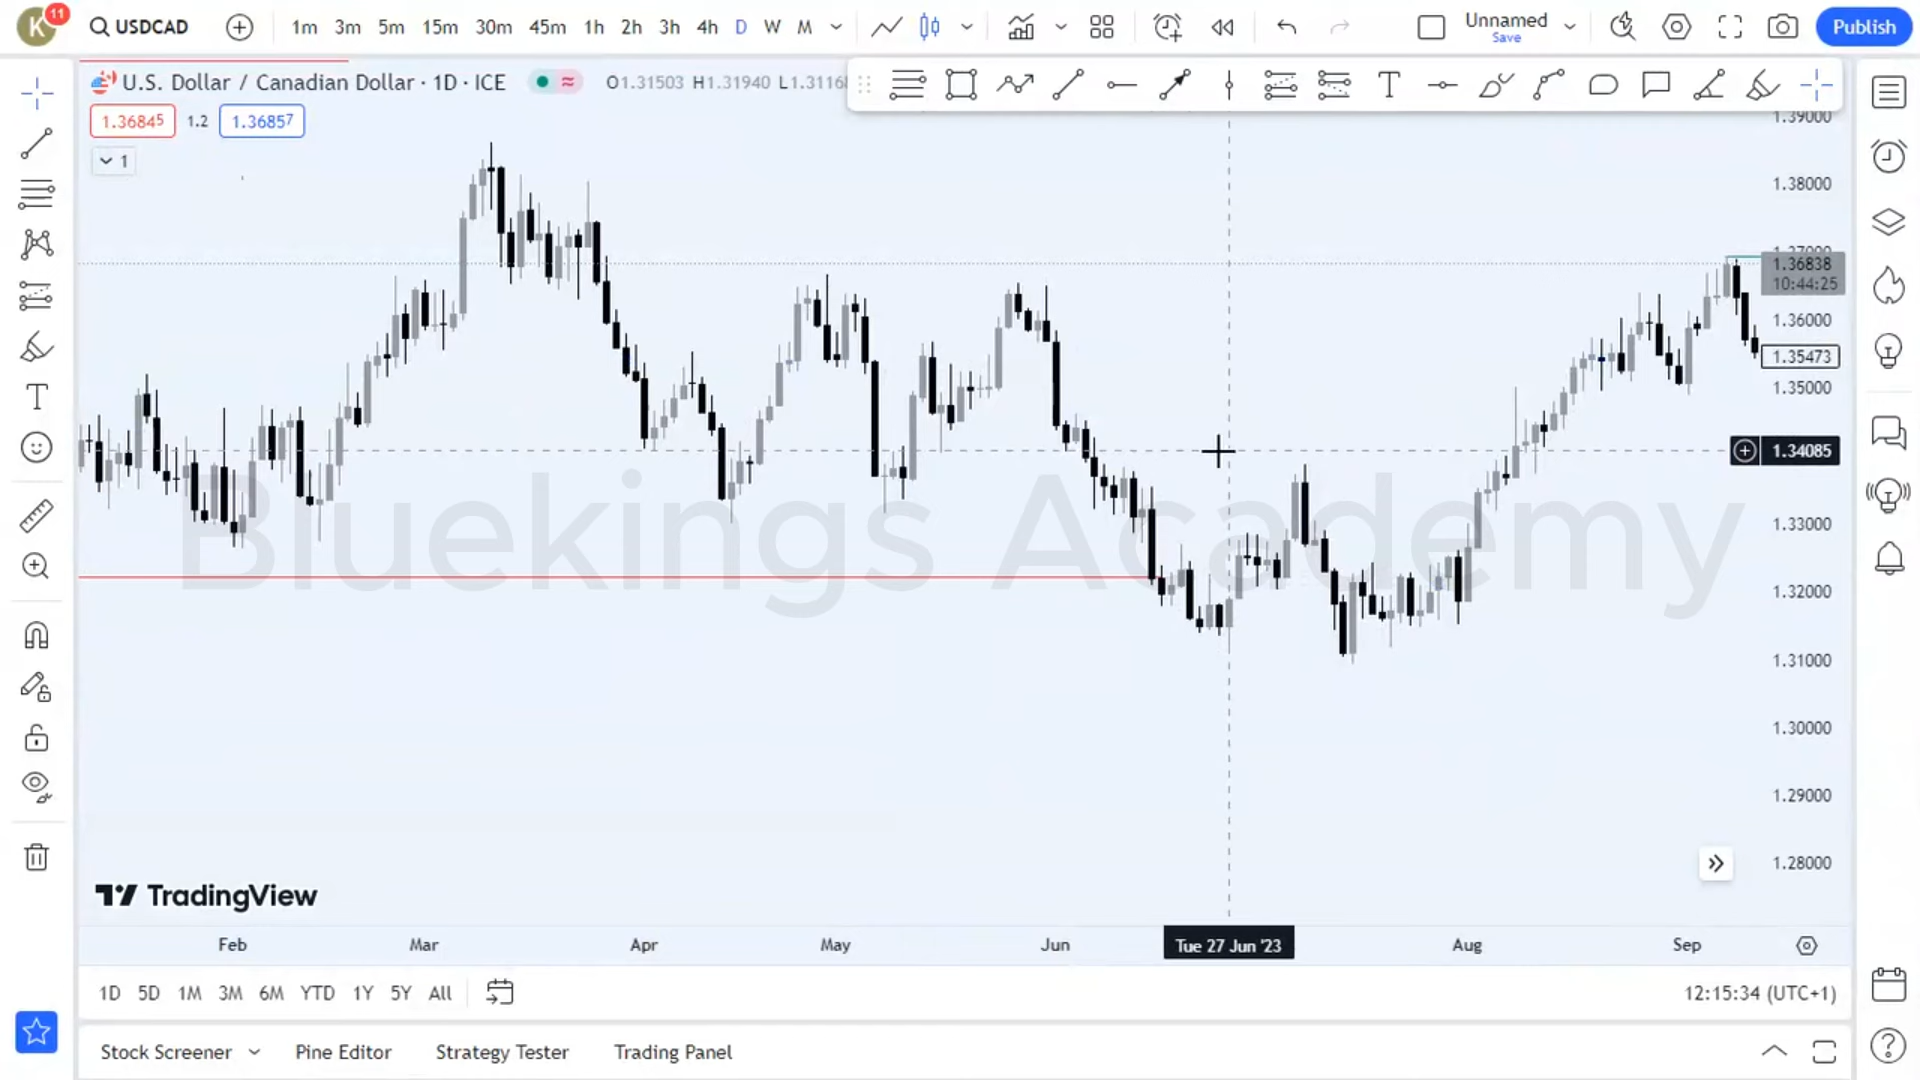 K 11 USDCAD 1m 3m 5m 15m 30m 45m 1h 2h 3h 4h D W M Unnamed Save Publish
U.S. Dollar / Canadian Dollar · 1D · ICE O1.31503 H1.31940 L1.3116
1.36845 1.2 1.36857
1
1.39000
1.38000
1.37000
1.36838
10:44:25
1.36000
1.35473
1.35000
1.34085
1.33000
1.32000
1.31000
1.30000
1.29000
1.28000
Bluekings Academy
TradingView
Feb Mar Apr May Jun Tue 27 Jun '23 Aug Sep
1D 5D 1M 3M 6M YTD 1Y 5Y All 12:15:34 (UTC+1)
Stock Screener Pine Editor Strategy Tester Trading Panel